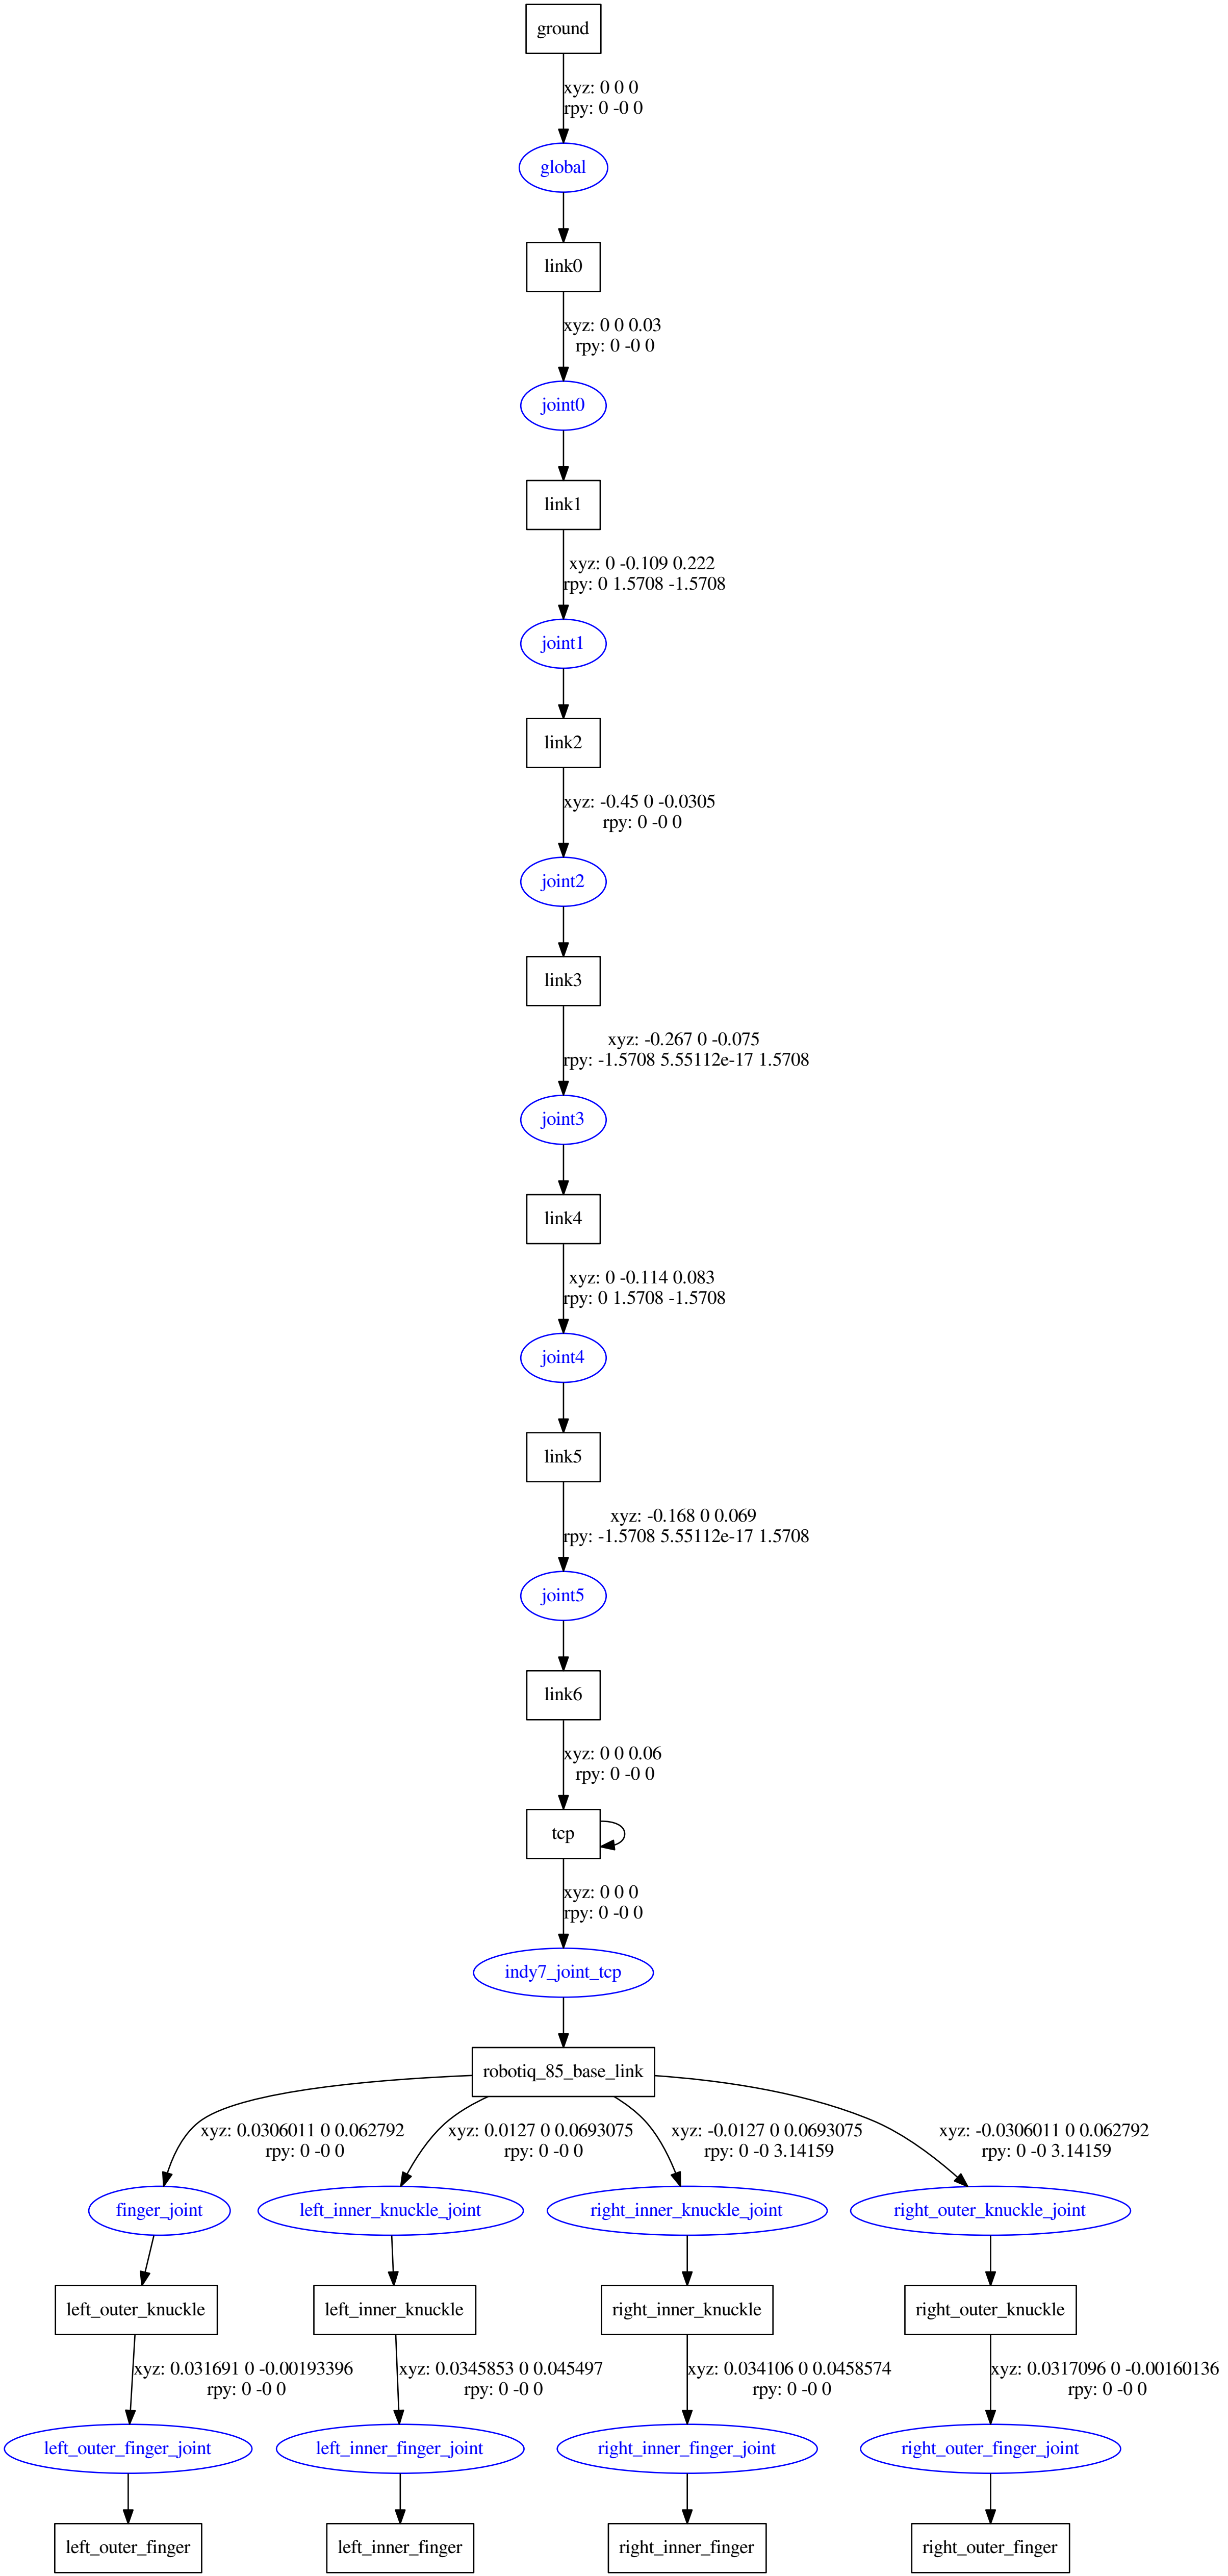 ground
xyz: 0 0 0
rpy: 0 -0 0
global
link0
xyz: 0 0 0.03
rpy: 0 -0 0
joint0
link1
xyz: 0 -0.109 0.222
rpy: 0 1.5708 -1.5708
joint1
link2
xyz: -0.45 0 -0.0305
rpy: 0 -0 0
joint2
link3
xyz: -0.267 0 -0.075
rpy: -1.5708 5.55112e-17 1.5708
joint3
link4
xyz: 0 -0.114 0.083
rpy: 0 1.5708 -1.5708
joint4
link5
xyz: -0.168 0 0.069
rpy: -1.5708 5.55112e-17 1.5708
joint5
link6
xyz: 0 0 0.06
rpy: 0 -0 0
tcp
xyz: 0 0 0
rpy: 0 -0 0
indy7_joint_tcp
robotiq_85_base_link
xyz: 0.0306011 0 0.062792
rpy: 0 -0 0
xyz: 0.0127 0 0.0693075
rpy: 0 -0 0
xyz: -0.0127 0 0.0693075
rpy: 0 -0 3.14159
xyz: -0.0306011 0 0.062792
rpy: 0 -0 3.14159
finger_joint
left_inner_knuckle_joint
right_inner_knuckle_joint
right_outer_knuckle_joint
left_outer_knuckle
left_inner_knuckle
right_inner_knuckle
right_outer_knuckle
xyz: 0.031691 0 -0.00193396
rpy: 0 -0 0
xyz: 0.0345853 0 0.045497
rpy: 0 -0 0
xyz: 0.034106 0 0.0458574
rpy: 0 -0 0
xyz: 0.0317096 0 -0.00160136
rpy: 0 -0 0
left_outer_finger_joint
left_inner_finger_joint
right_inner_finger_joint
right_outer_finger_joint
left_outer_finger
left_inner_finger
right_inner_finger
right_outer_finger